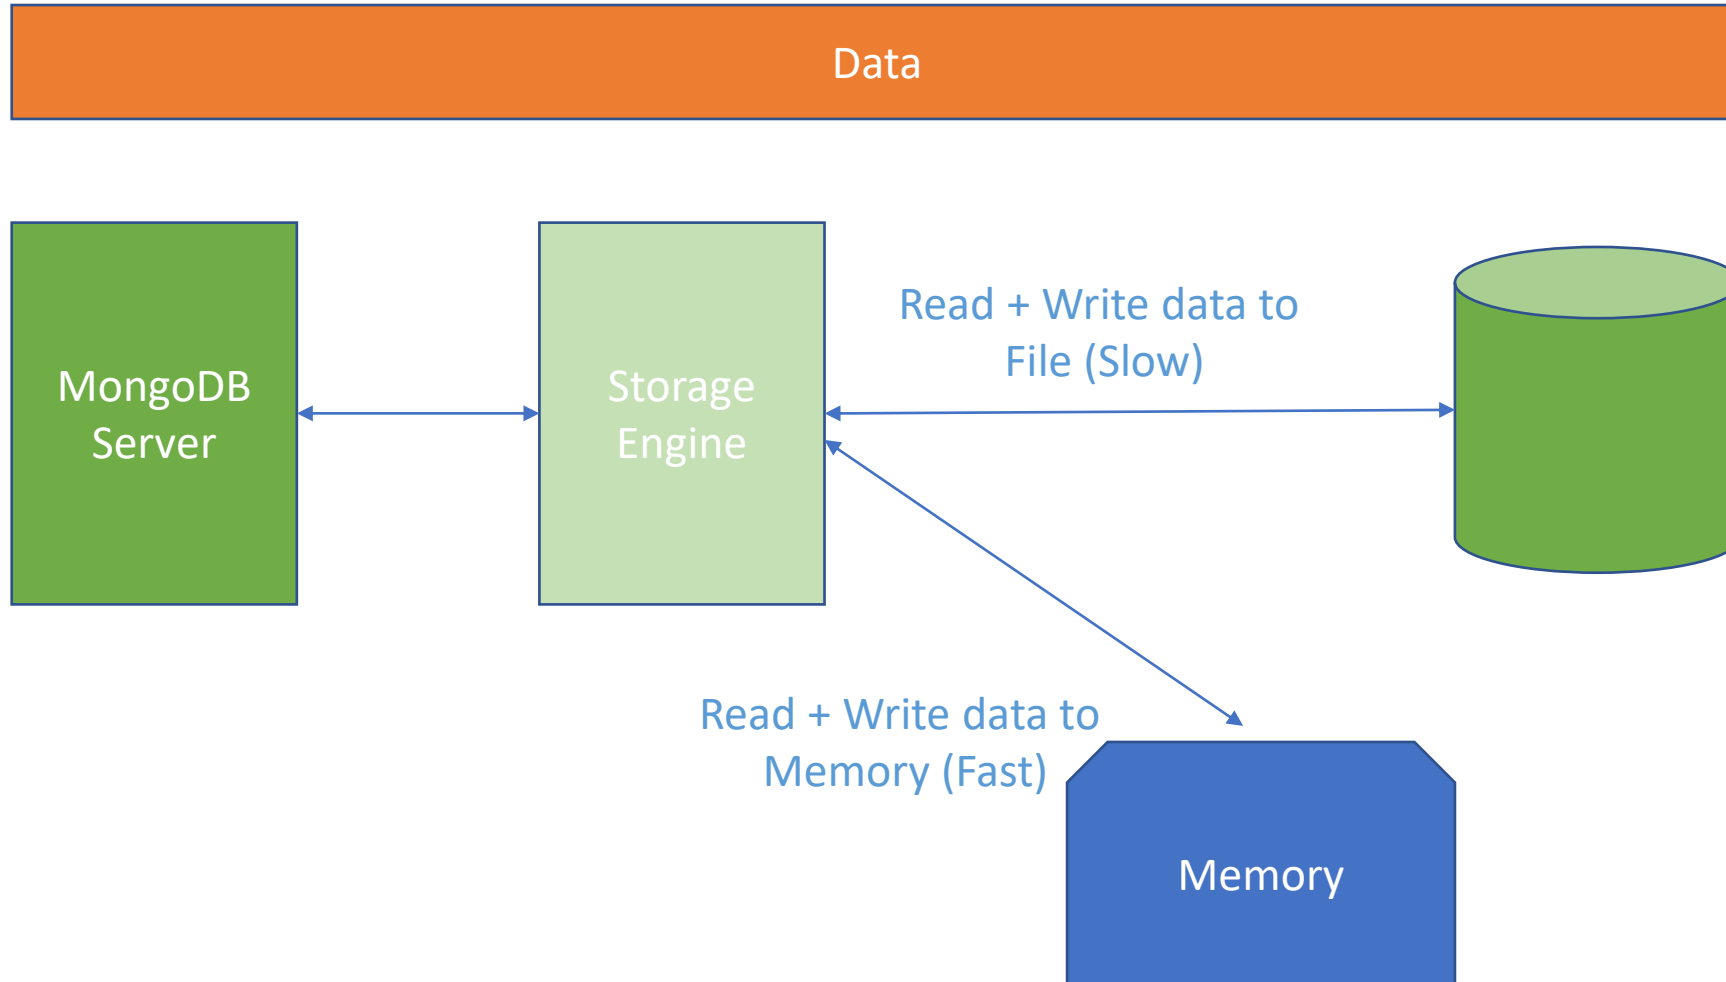 Data
MongoDB
Server
Storage
Engine
Read + Write data to
File (Slow)
Read + Write data to
Memory (Fast)
Memory